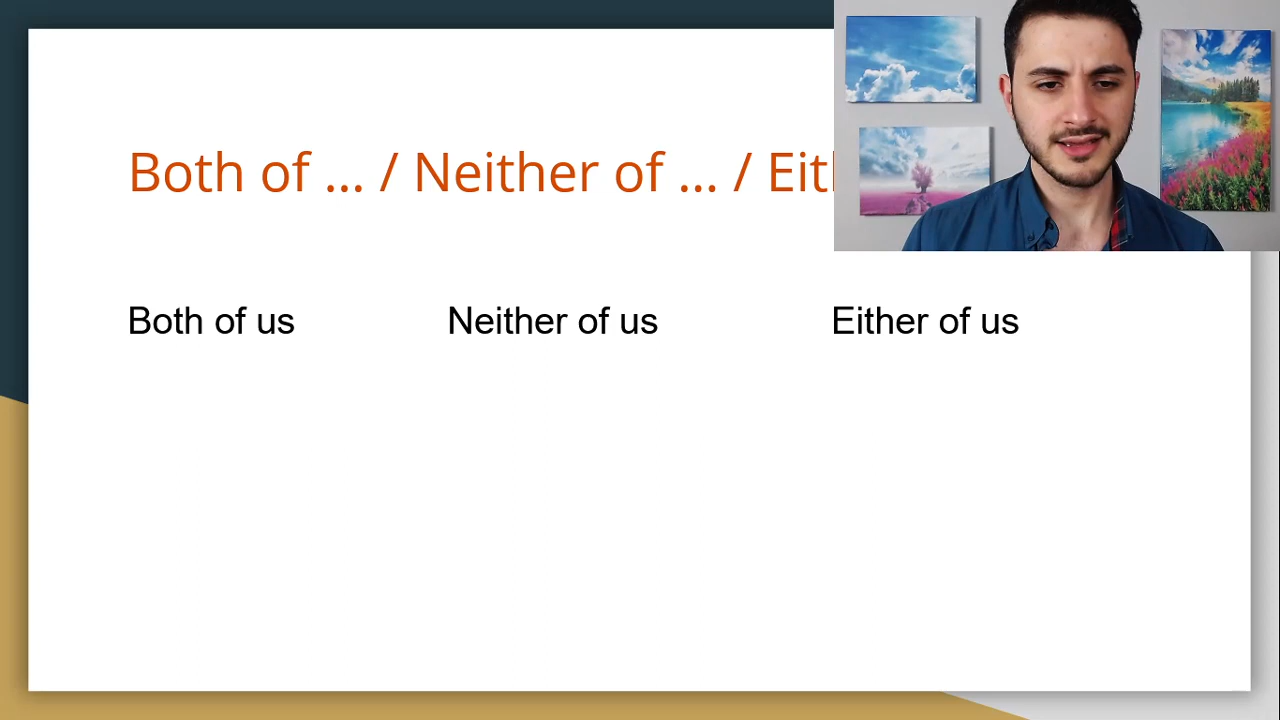 Both of ... / Neither of ... / Eit
Both of us Neither of us Either of us